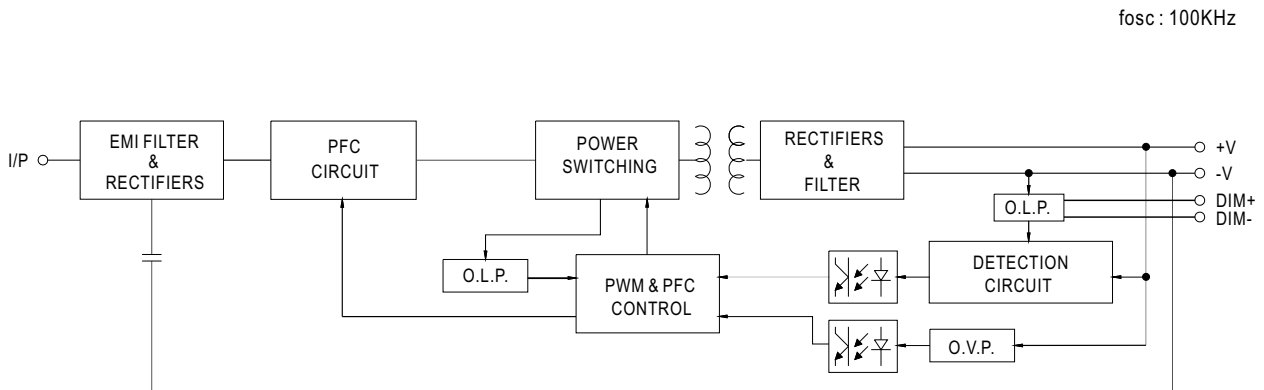 fosc : 100KHz
I/P
EMI FILTER
&
RECTIFIERS
PFC
CIRCUIT
POWER
SWITCHING
RECTIFIERS
&
FILTER
+V
-V
DIM+
DIM-
O.L.P.
O.L.P.
PWM & PFC
CONTROL
DETECTION
CIRCUIT
O.V.P.